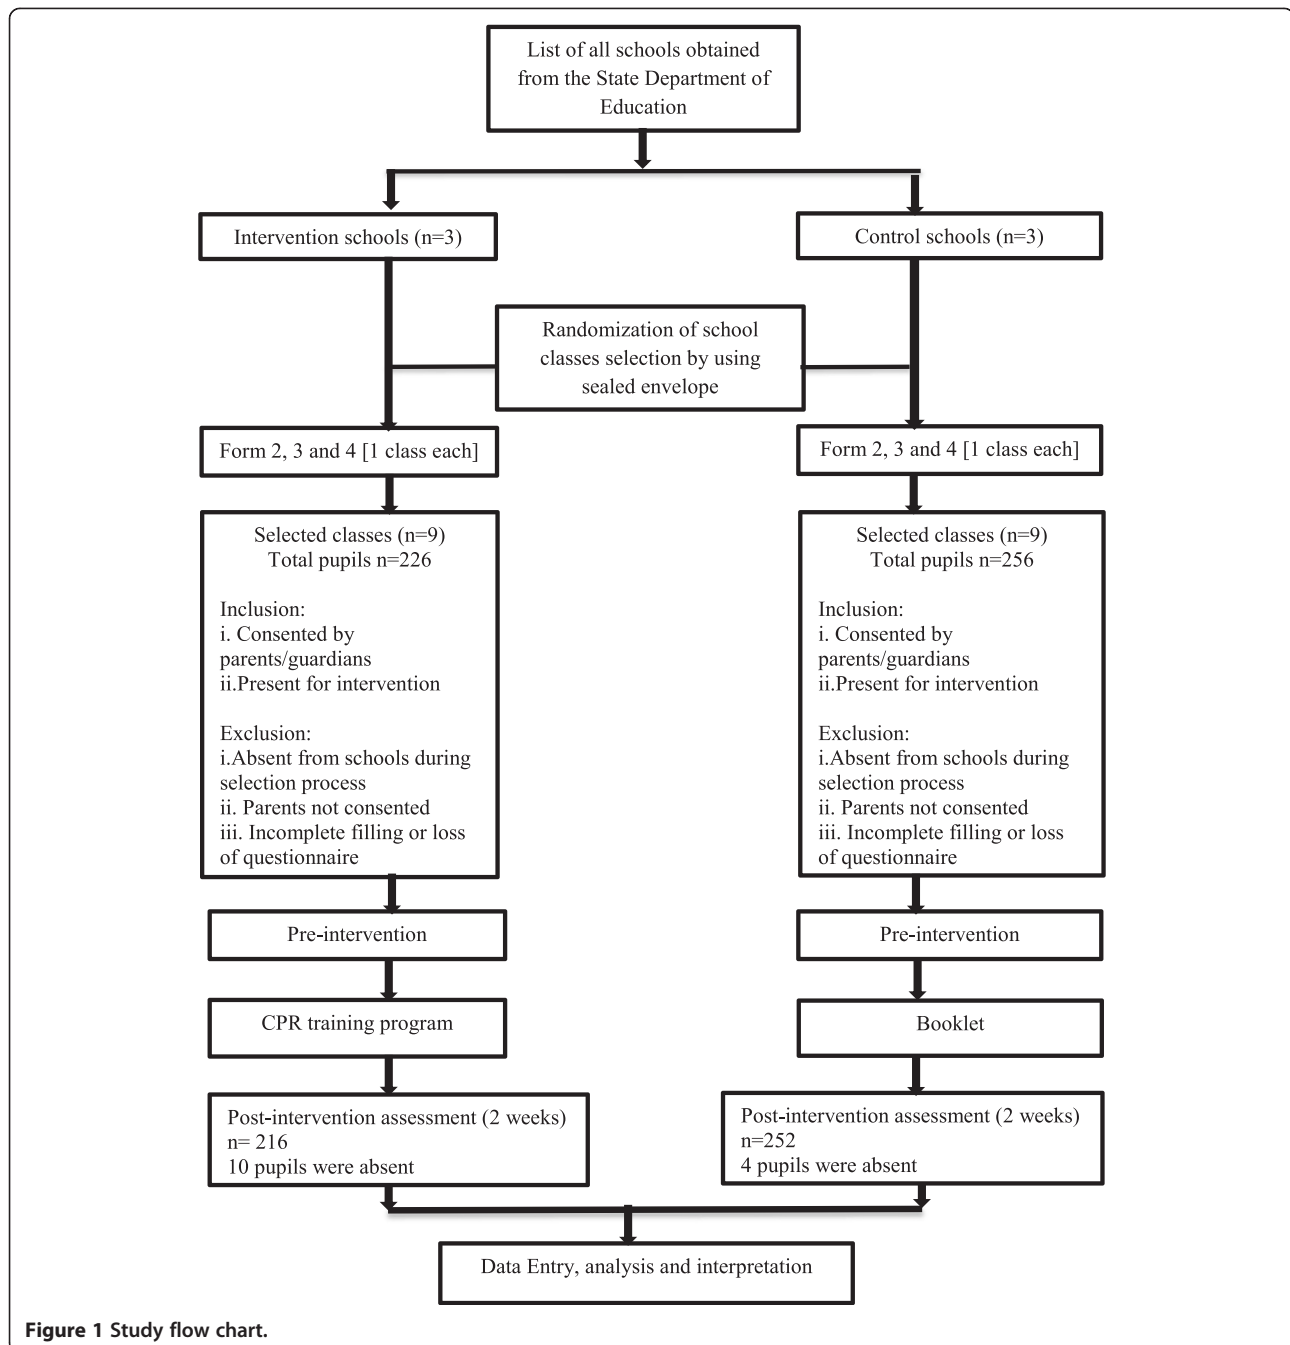 List of all schools obtained
from the State Department of
Education
Intervention schools (n=3)
Control schools (n=3)
Randomization of school
classes selection by using
sealed envelope
Form 2, 3 and 4 [1 class each]
Form 2, 3 and 4 [1 class each]
Selected classes (n=9)
Total pupils n=226
Inclusion:
i. Consented by
parents/guardians
ii.Present for intervention
Exclusion:
i.Absent from schools during
selection process
ii. Parents not consented
iii. Incomplete filling or loss
of questionnaire
Selected classes (n=9)
Total pupils n=256
Inclusion:
i. Consented by
parents/guardians
ii.Present for intervention
Exclusion:
i.Absent from schools during
selection process
ii. Parents not consented
iii. Incomplete filling or loss
of questionnaire
Pre-intervention
Pre-intervention
CPR training program
Booklet
Post-intervention assessment (2 weeks)
n= 216
10 pupils were absent
Post-intervention assessment (2 weeks)
n=252
4 pupils were absent
Data Entry, analysis and interpretation
Figure 1 Study flow chart.